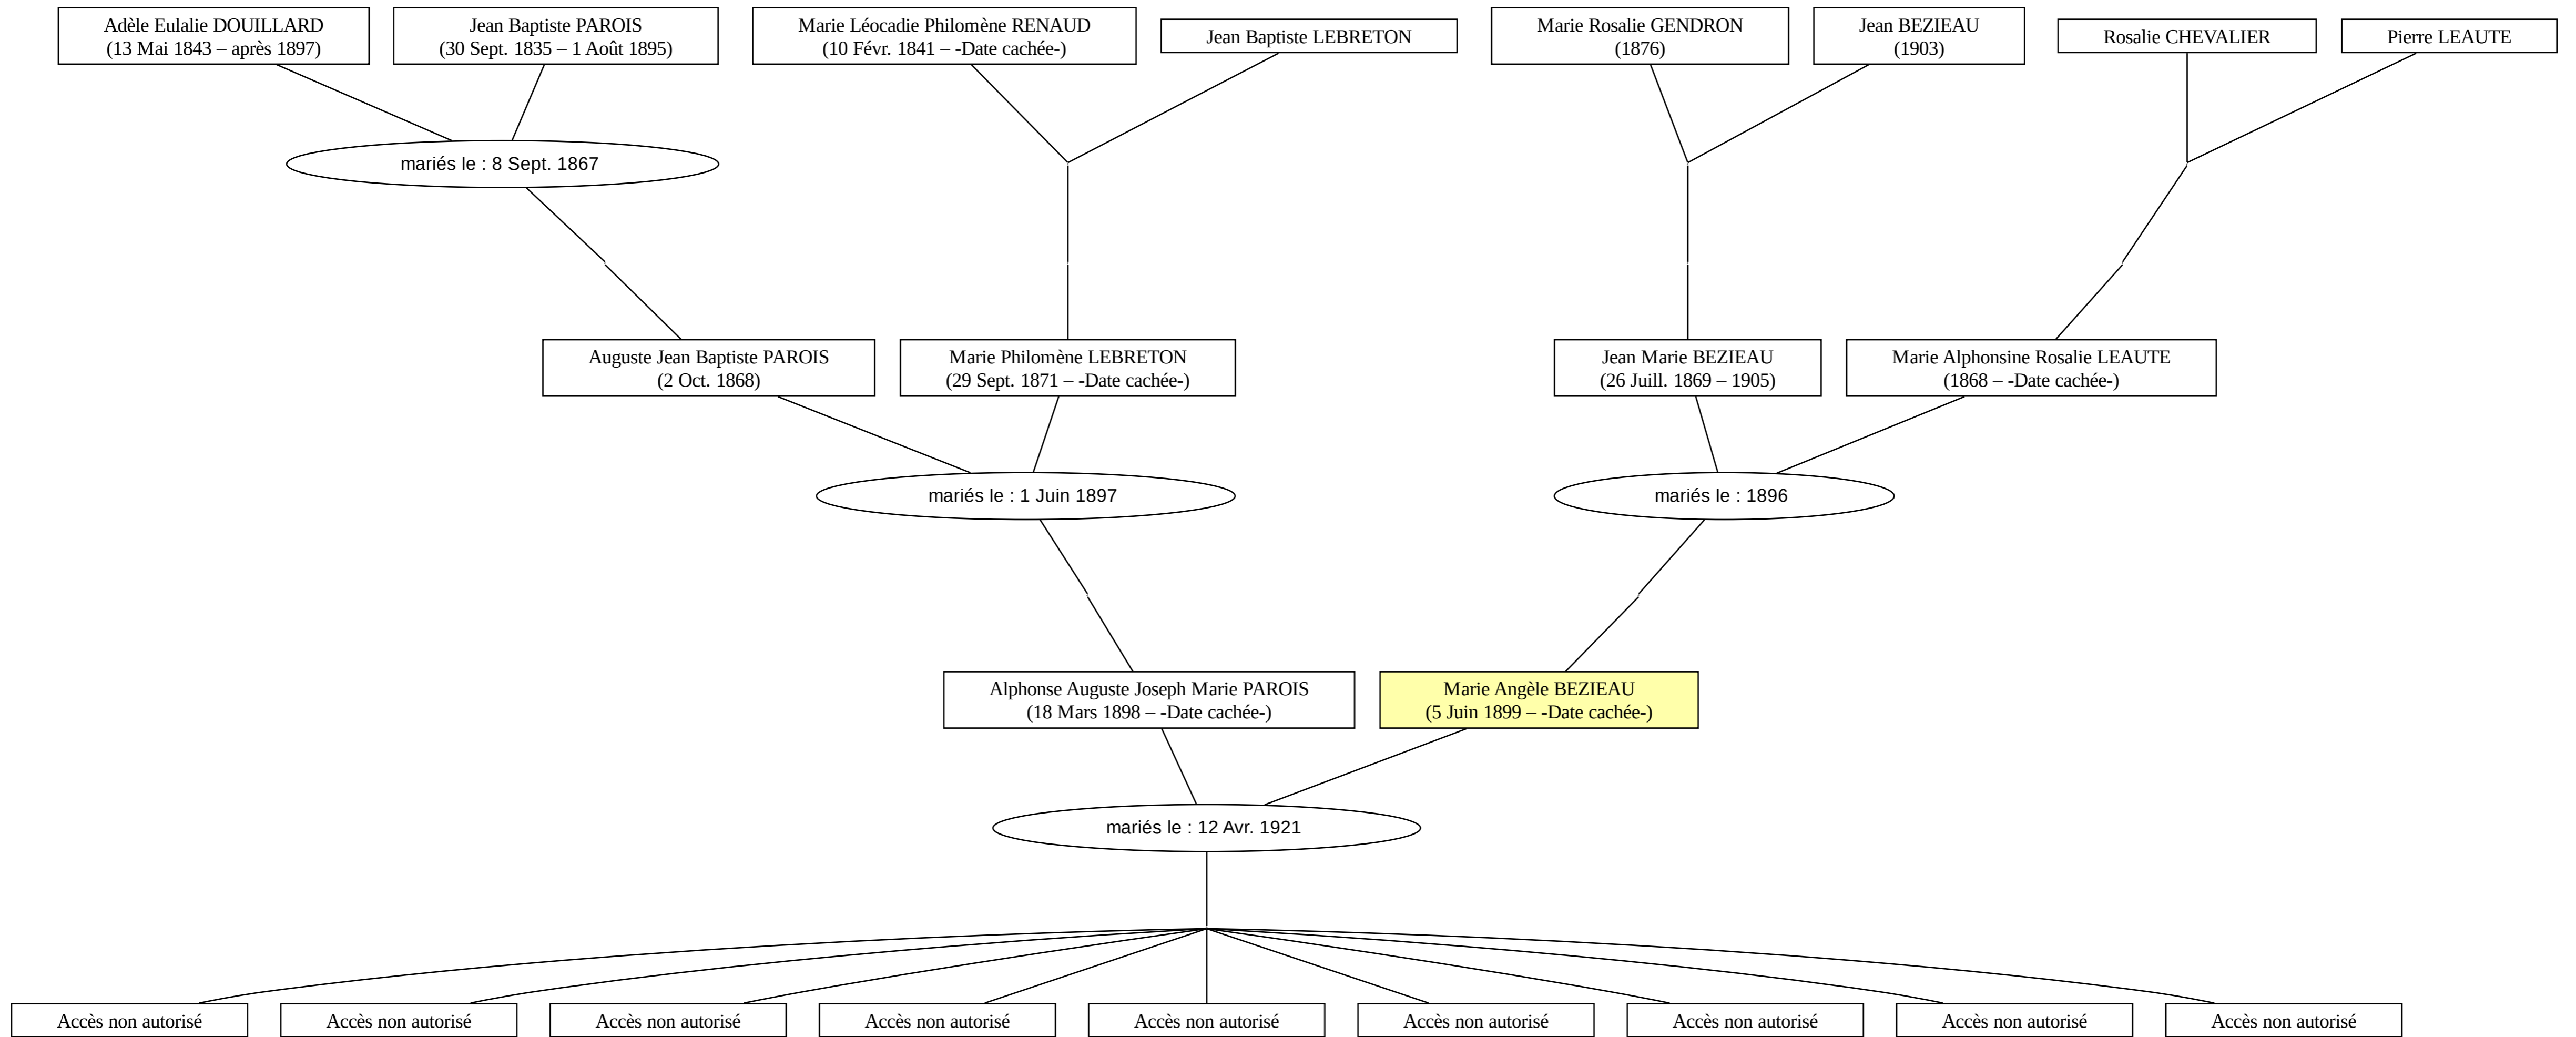 Adèle Eulalie DOUILLARD
(13 Mai 1843 – après 1897)
Jean Baptiste PAROIS
(30 Sept. 1835 – 1 Août 1895)
Marie Léocadie Philomène RENAUD
(10 Févr. 1841 – -Date cachée-)
Jean Baptiste LEBRETON
Marie Rosalie GENDRON
(1876)
Jean BEZIEAU
(1903)
Rosalie CHEVALIER
Pierre LEAUTE
mariés le : 8 Sept. 1867
Auguste Jean Baptiste PAROIS
(2 Oct. 1868)
Marie Philomène LEBRETON
(29 Sept. 1871 – -Date cachée-)
Jean Marie BEZIEAU
(26 Juill. 1869 – 1905)
Marie Alphonsine Rosalie LEAUTE
(1868 – -Date cachée-)
mariés le : 1 Juin 1897
mariés le : 1896
Alphonse Auguste Joseph Marie PAROIS
(18 Mars 1898 – -Date cachée-)
Marie Angèle BEZIEAU
(5 Juin 1899 – -Date cachée-)
mariés le : 12 Avr. 1921
Accès non autorisé
Accès non autorisé
Accès non autorisé
Accès non autorisé
Accès non autorisé
Accès non autorisé
Accès non autorisé
Accès non autorisé
Accès non autorisé